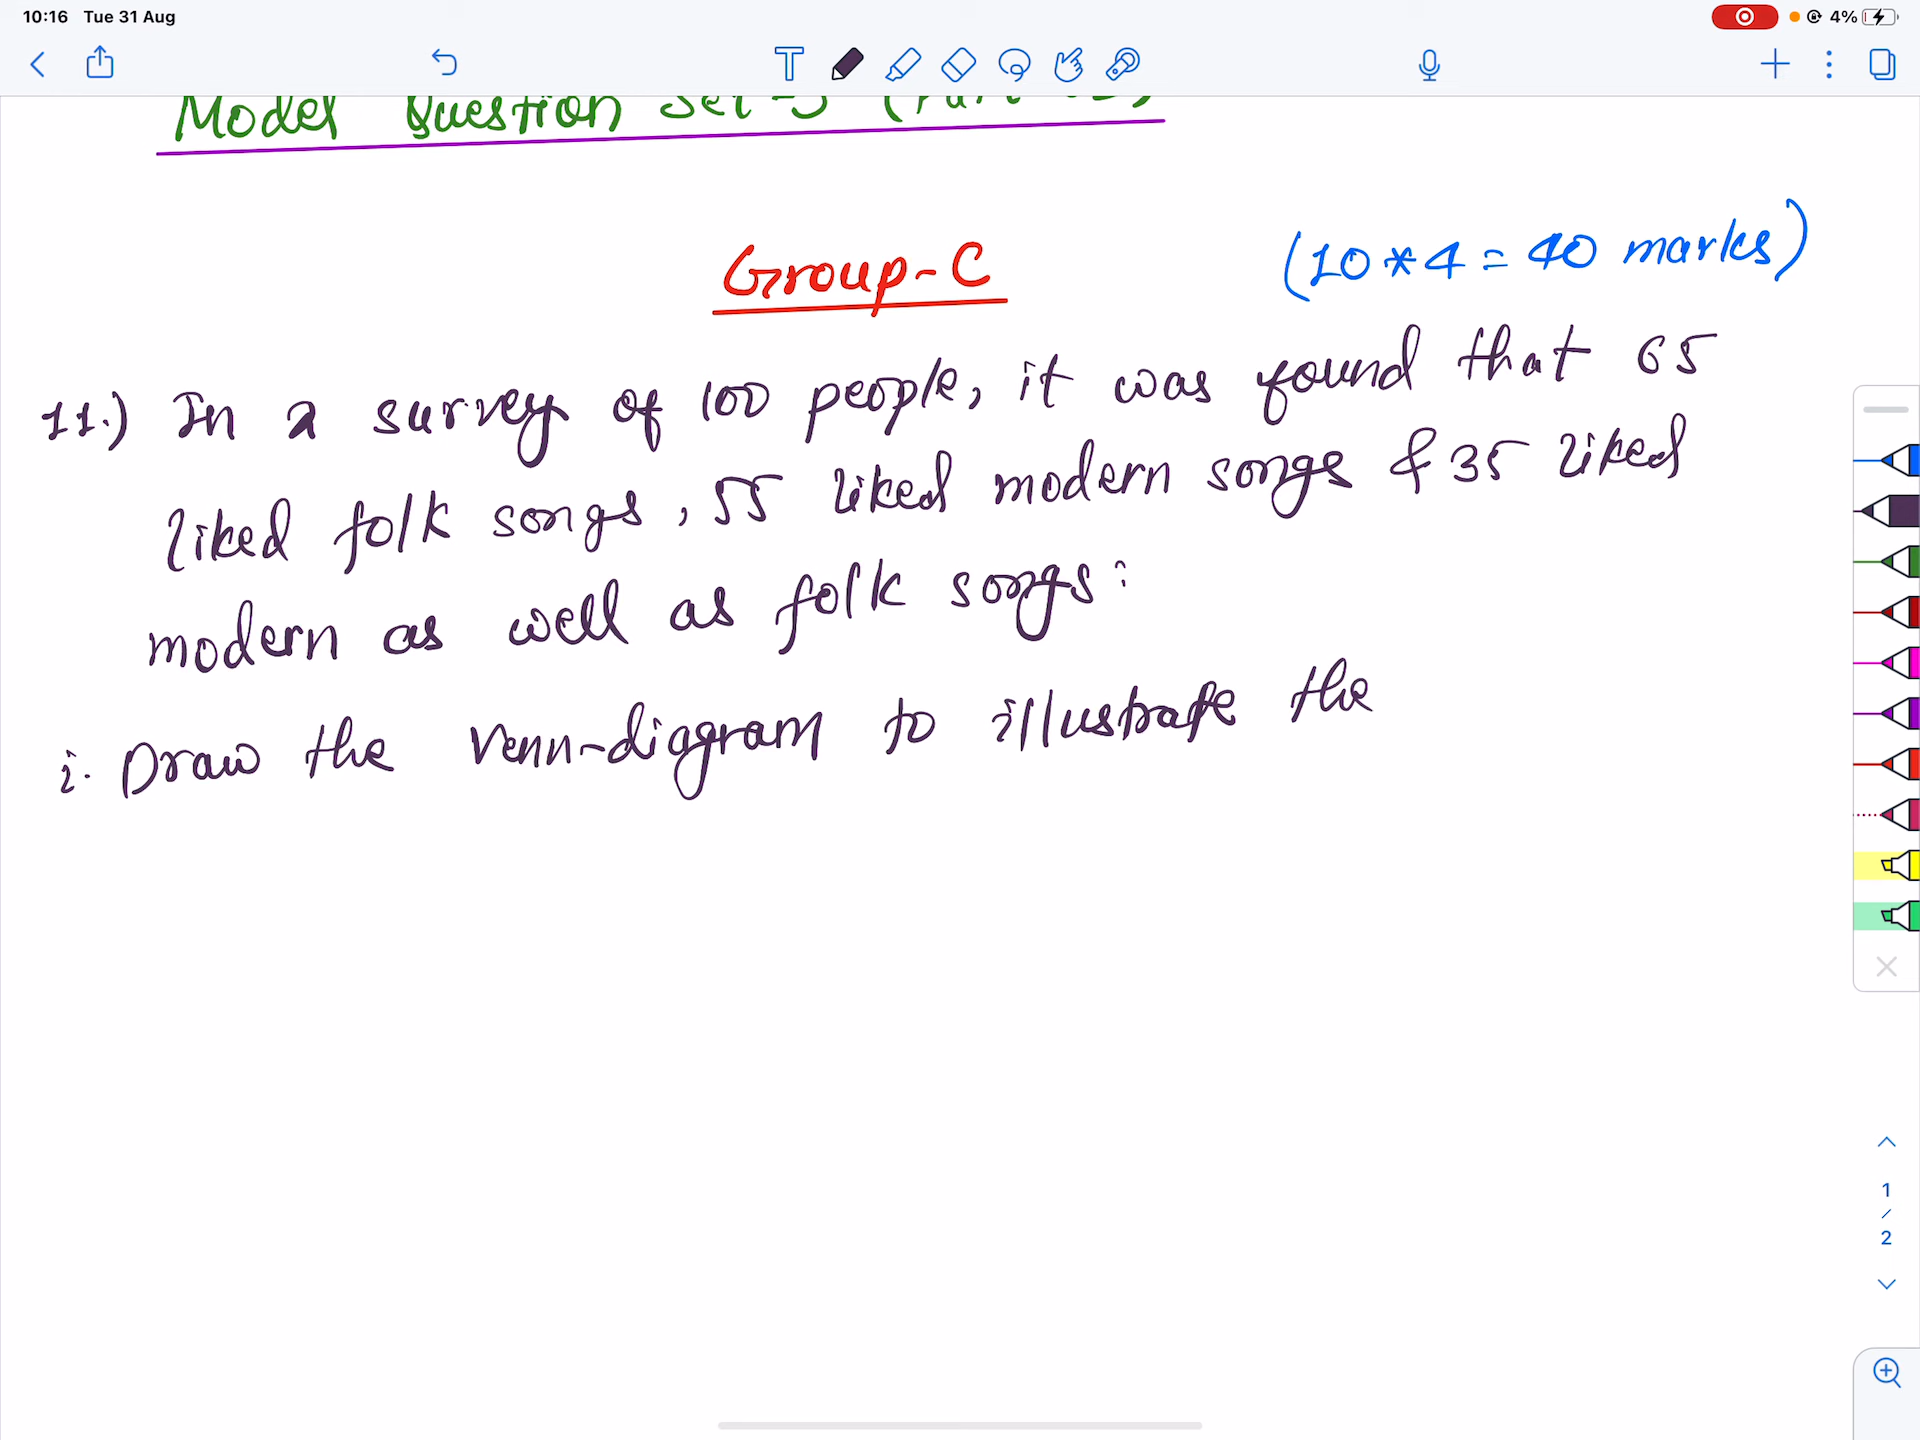 10:16 Tue 31 Aug
4%
T
Model Question Set-3 (Part
Group-C
(10*4=40 marks)
11.) In a survey of 100 people, it was found that 65
liked folk songs, 55 liked modern songs & 35 liked
modern as well as folk songs:
i. Draw the Venn-diagram to illustrate the
1
/
2